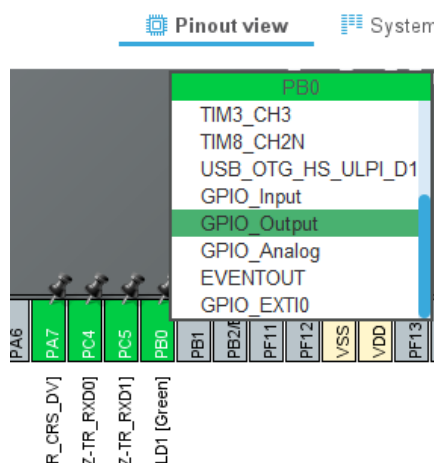 Pinout view
System
PB0
TIM3_CH3
TIM8_CH2N
USB_OTG_HS_ULPI_D1
GPIO_Input
GPIO_Output
GPIO_Analog
EVENTOUT
GPIO_EXTI0
PA6
PA7
PC4
PC5
PB0
PB1
PB2/B
PF11
PF12
VSS
VDD
PF13
R_CRS_DV]
Z-TR_RXD0]
Z-TR_RXD1]
LD1 [Green]